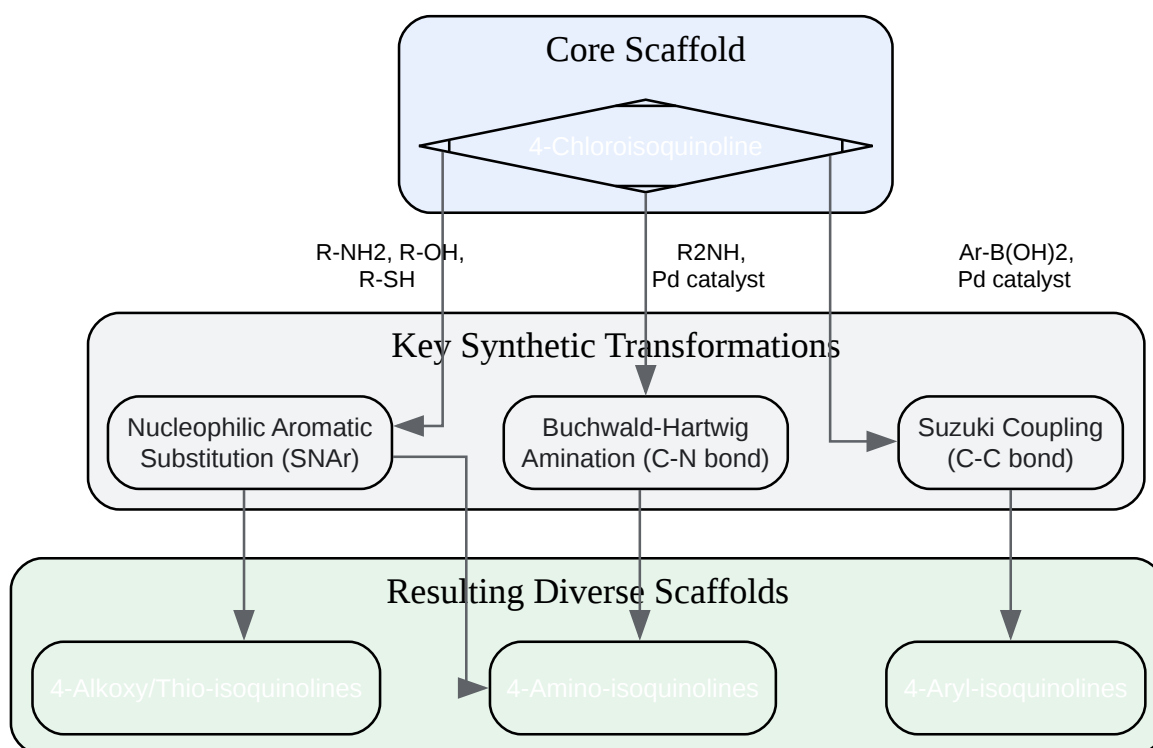 Core Scaffold
4-Chloroisoquinoline
R-NH2, R-OH,
R-SH
R2NH,
Pd catalyst
Ar-B(OH)2,
Pd catalyst
Key Synthetic Transformations
Nucleophilic Aromatic
Substitution (SNAr)
Buchwald-Hartwig
Amination (C-N bond)
Suzuki Coupling
(C-C bond)
Resulting Diverse Scaffolds
4-Alkoxy/Thio-isoquinolines
4-Amino-isoquinolines
4-Aryl-isoquinolines